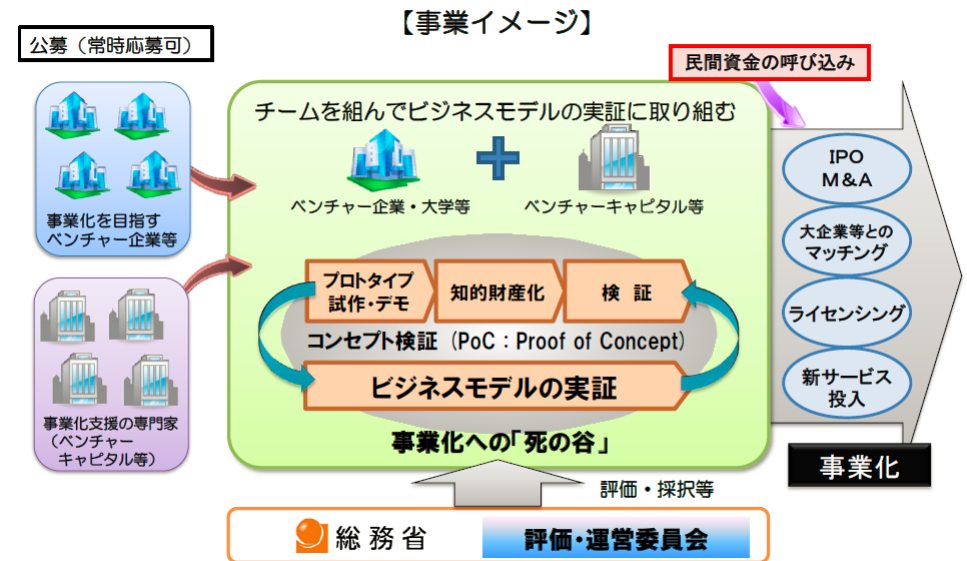 【事業イメージ】
公募（常時応募可）
民間資金の呼び込み
チームを組んでビジネスモデルの実証に取り組む
ベンチャー企業・大学等
ベンチャーキャピタル等
事業化を目指す
ベンチャー企業等
事業化支援の専門家
（ベンチャー
キャピタル等）
プロトタイプ
試作・デモ
知的財産化
検 証
コンセプト検証（PoC：Proof of Concept）
ビジネスモデルの実証
事業化への「死の谷」
IPO
M&A
大企業等との
マッチング
ライセンシング
新サービス
投入
事業化
評価・採択等
総務省
評価・運営委員会